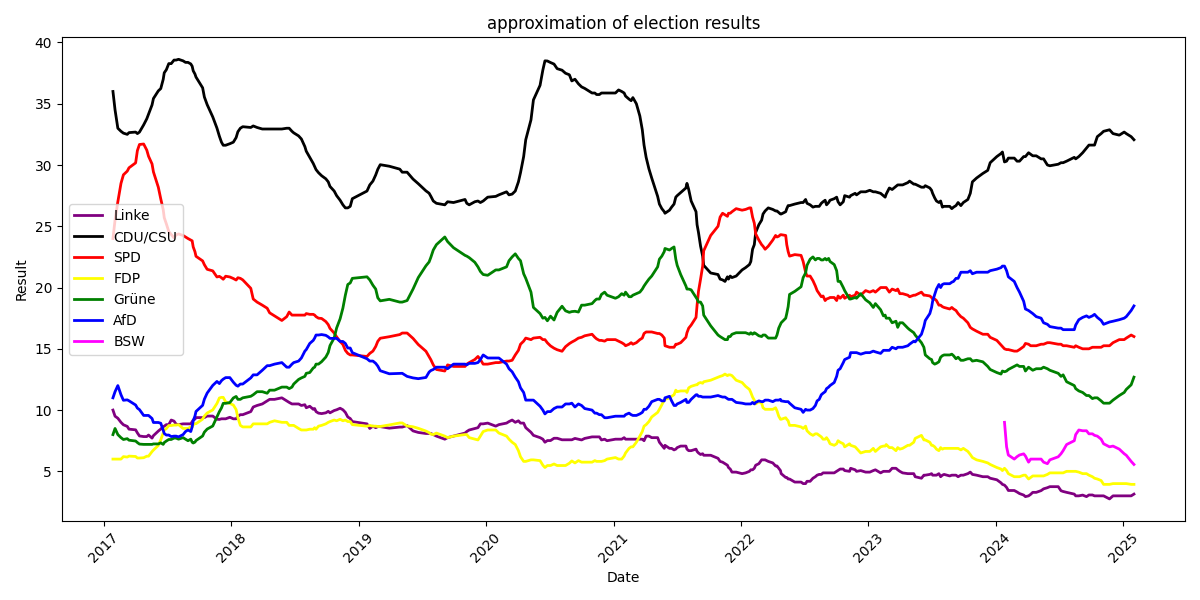 approximation of election results
40
35
30
25
20
15
10
5
Result
Linke
CDU/CSU
SPD
FDP
Grüne
AfD
BSW
2017
2018
2019
2020
2021
2022
2023
2024
2025
Date